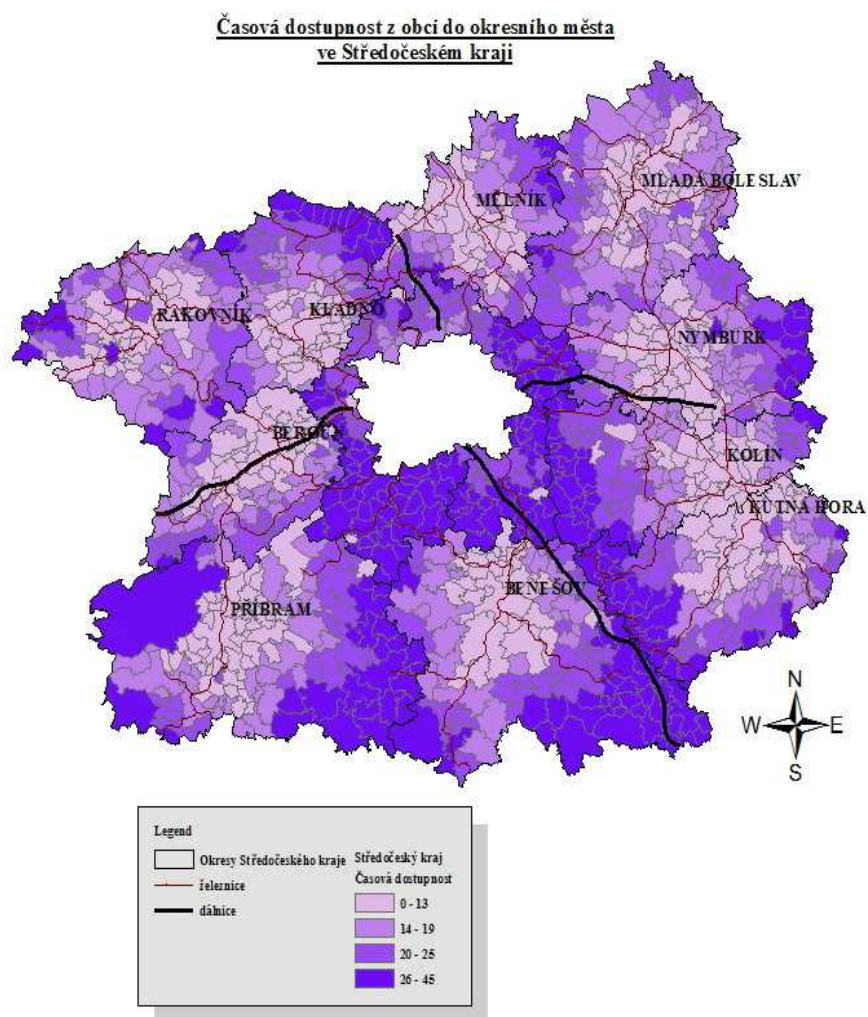 Časová dostupnost z obcí do okresního města
ve Středočeském kraji
MLADÁ BOLESLAV
MĚLNÍK
RAKOVNÍK
KLADNO
NYMBURK
BEROUN
KOLÍN
KUTNÁ HORA
BENEŠOV
PŘÍBRAM
N
W
E
S
Legend
Okresy Středočeského kraje
železnice
dálnice
Středočeský kraj
Časová dostupnost
0 - 13
14 - 19
20 - 25
26 - 45